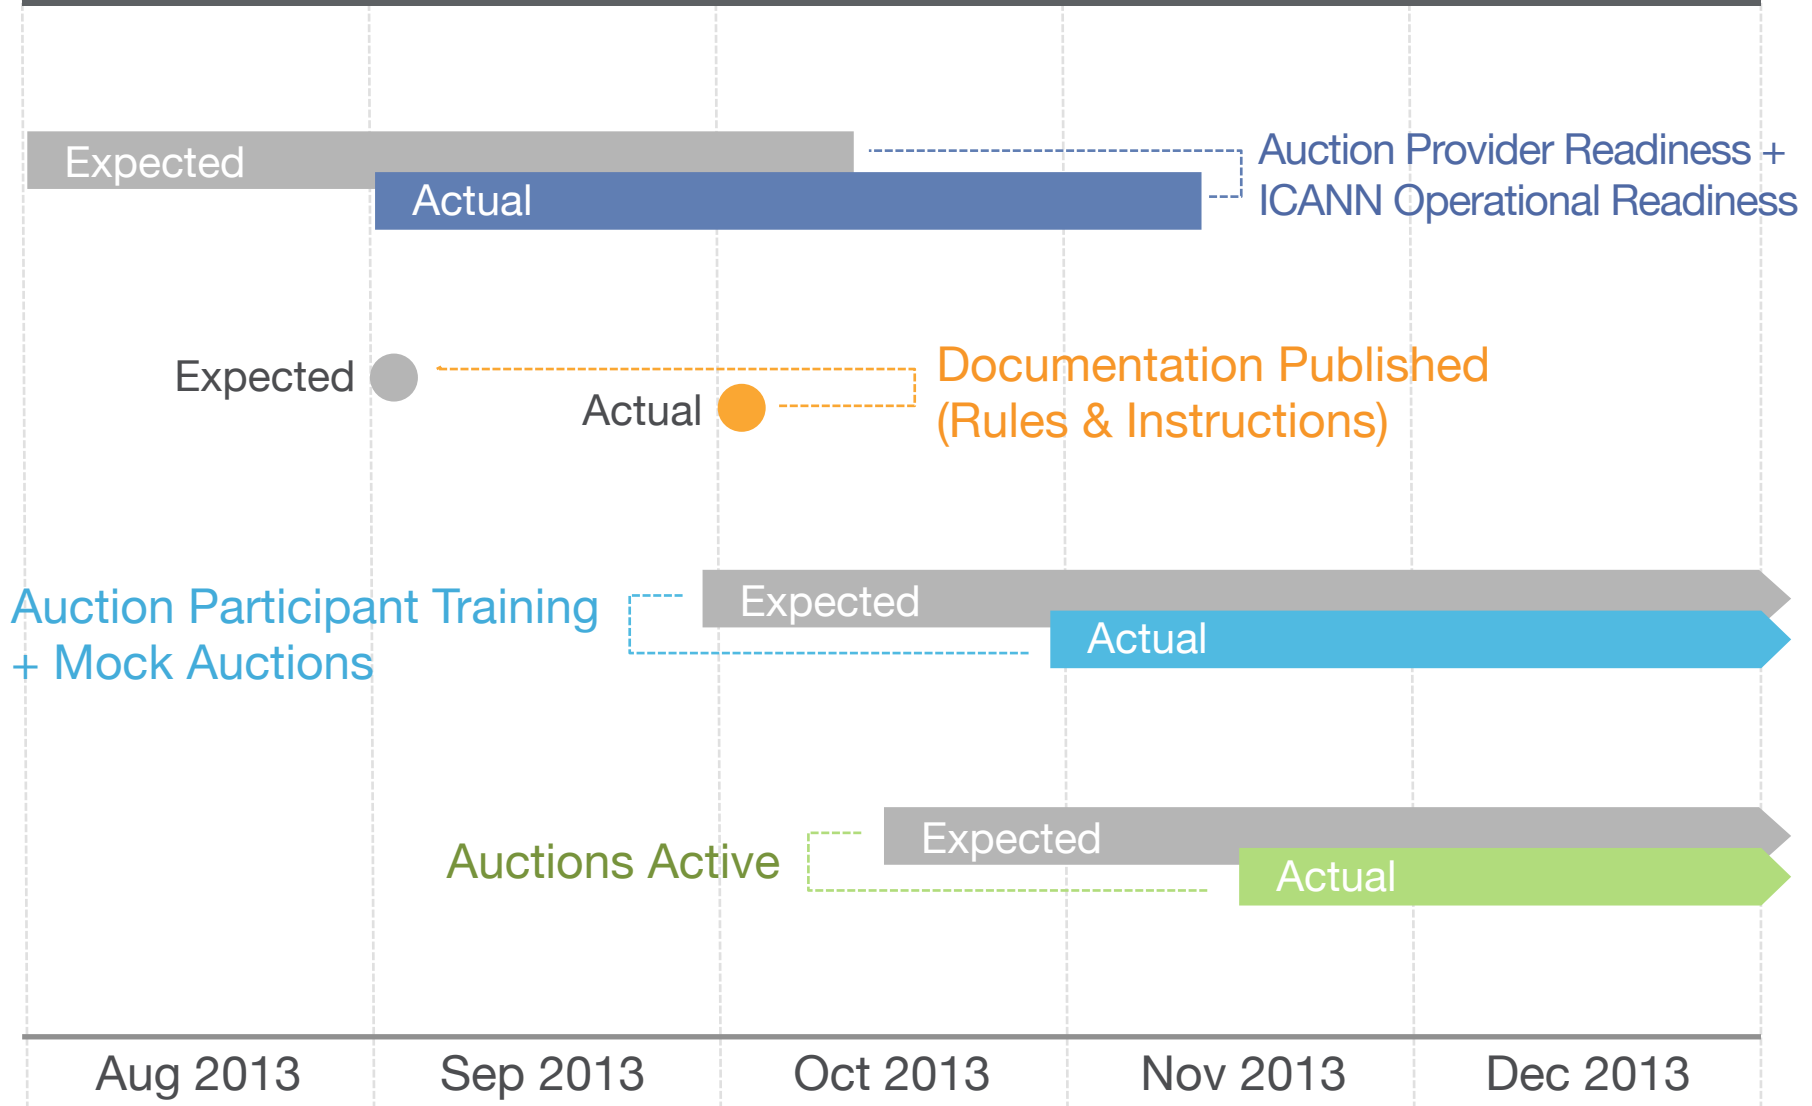 Expected
Actual
Auction Provider Readiness +
ICANN Operational Readiness
Expected
Actual
Documentation Published
(Rules & Instructions)
Auction Participant Training
+ Mock Auctions
Expected
Actual
Auctions Active
Expected
Actual
Aug 2013
Sep 2013
Oct 2013
Nov 2013
Dec 2013